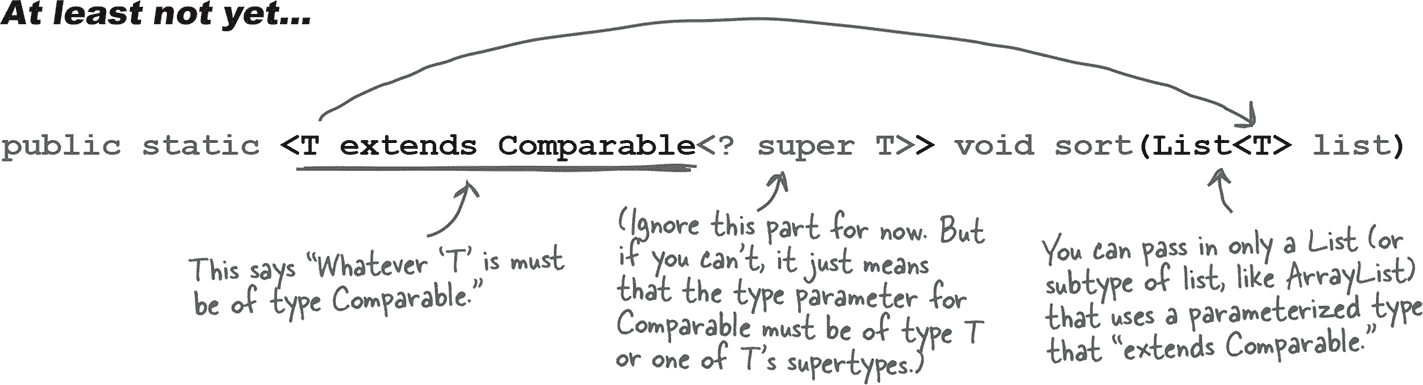 At least not yet...
public static <T extends Comparable<? super T>> void sort(List<T> list)
This says “Whatever ‘T’ is must
be of type Comparable.”
(Ignore this part for now. But
if you can’t, it just means
that the type parameter for
Comparable must be of type T
or one of T’s supertypes.)
You can pass in only a List (or
subtype of list, like ArrayList)
that uses a parameterized type
that “extends Comparable.”